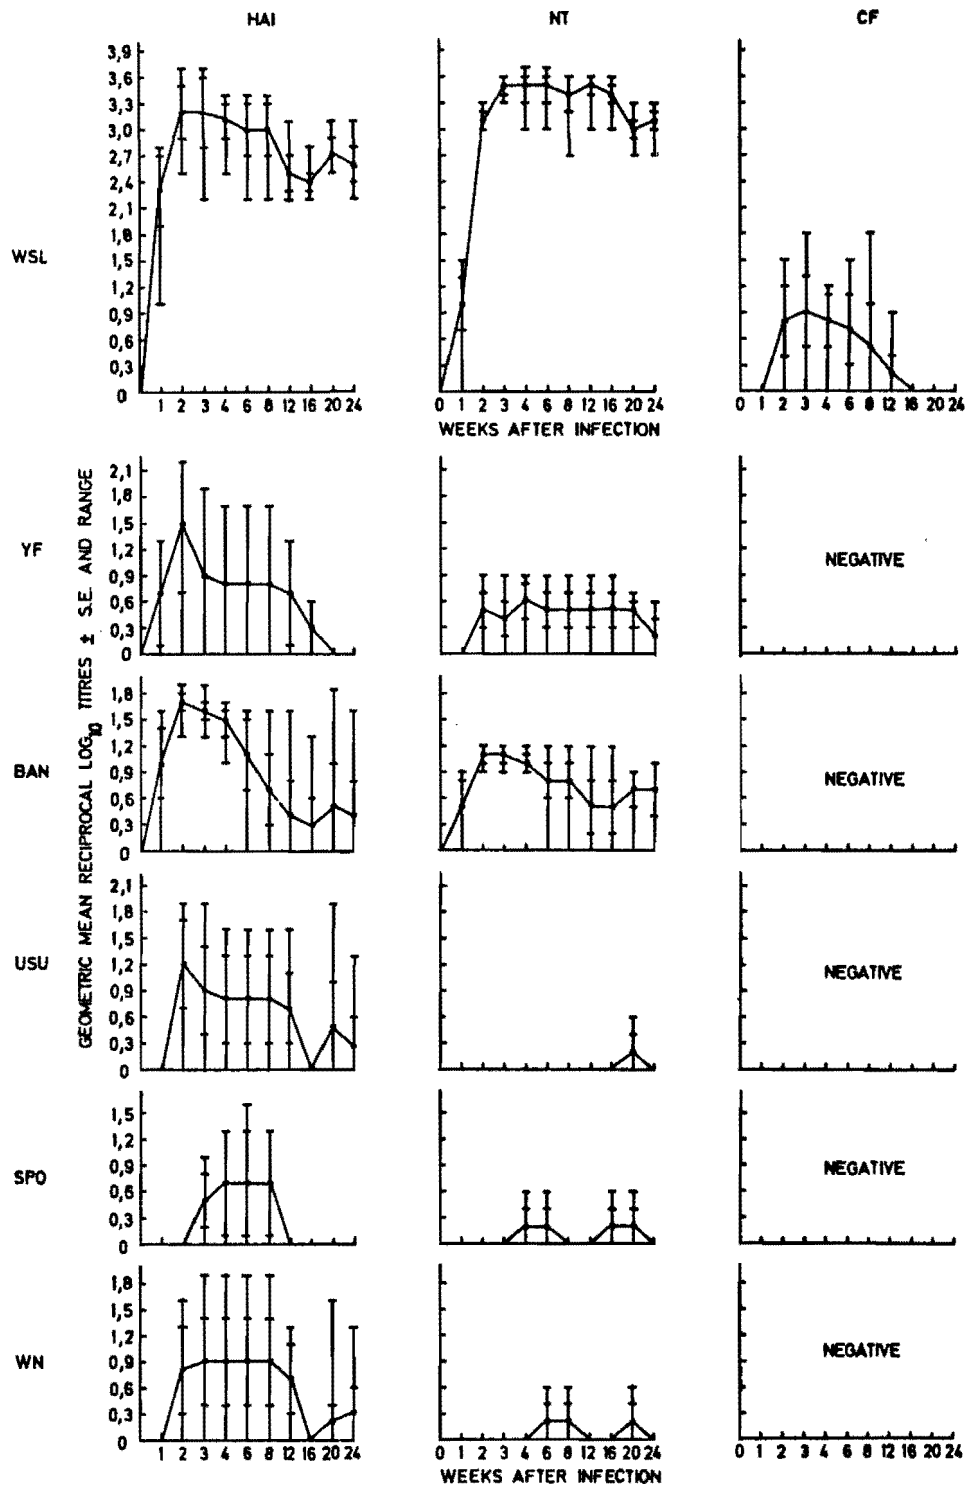 HAI NT CF
WSL
3,9
3,6
3,3
3,0
2,7
2,4
2,1
1,8
1,5
1,2
0,9
0,6
0,3
0
1 2 3 4 6 8 12 16 20 24
0 1 2 3 4 6 8 12 16 20 24
0 1 2 3 4 6 8 12 16 20 24
WEEKS AFTER INFECTION
GEOMETRIC MEAN RECIPROCAL LOG10 TITRES ± S.E. AND RANGE
YF
2,1
1,8
1,5
1,2
0,9
0,6
0,3
0
NEGATIVE
BAN
1,8
1,5
1,2
0,9
0,6
0,3
0
NEGATIVE
USU
2,1
1,8
1,5
1,2
0,9
0,6
0,3
0
NEGATIVE
SPO
1,5
1,2
0,9
0,6
0,3
0
NEGATIVE
WN
1,8
1,5
1,2
0,9
0,6
0,3
0
NEGATIVE
1 2 3 4 6 8 12 16 20 24
0 1 2 3 4 6 8 12 16 20 24
0 1 2 3 4 6 8 12 16 20 24
WEEKS AFTER INFECTION